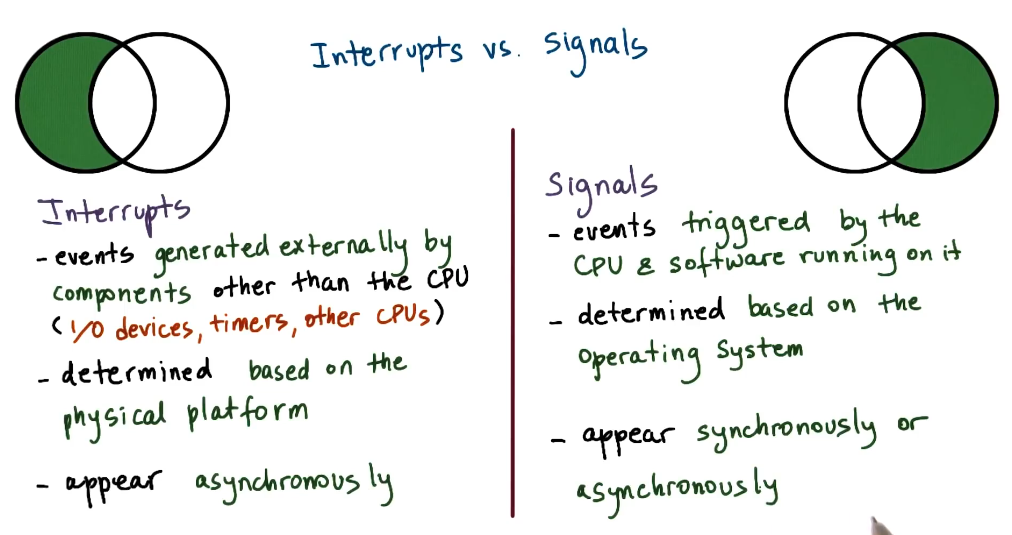 Interrupts vs. Signals
Interrupts
- events generated externally by
components other than the CPU
(I/O devices, timers, other CPUs)
- determined based on the
physical platform
- appear asynchronously
Signals
- events triggered by the
CPU & software running on it
- determined based on the
Operating System
- appear synchronously or
asynchronously